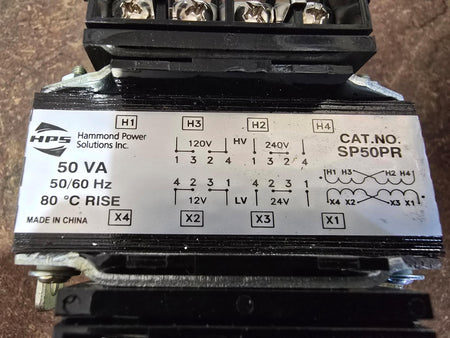 H1 H3 H2 H4
HPS
Hammond Power
Solutions Inc.
50 VA
50/60 Hz
80 °C RISE
MADE IN CHINA
120V HV 240V
1 3 2 4 1 3 2 4
4 2 3 1 4 2 3 1
12V LV 24V
X4 X2 X3 X1
CAT.NO.
SP50PR
H1 H3 H2 H4
X4 X2 X3 X1